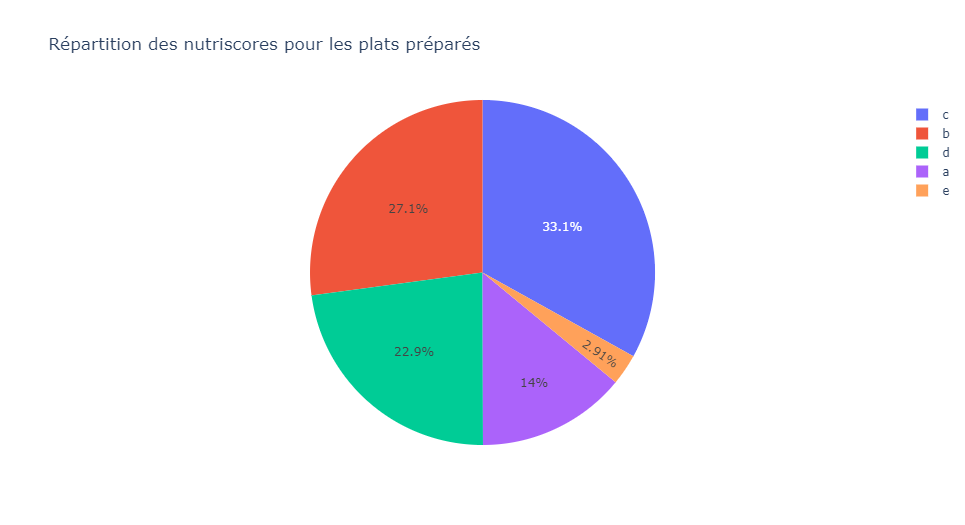 Répartition des nutriscores pour les plats préparés
c
b
d
a
e
27.1%
33.1%
22.9%
2.91%
14%